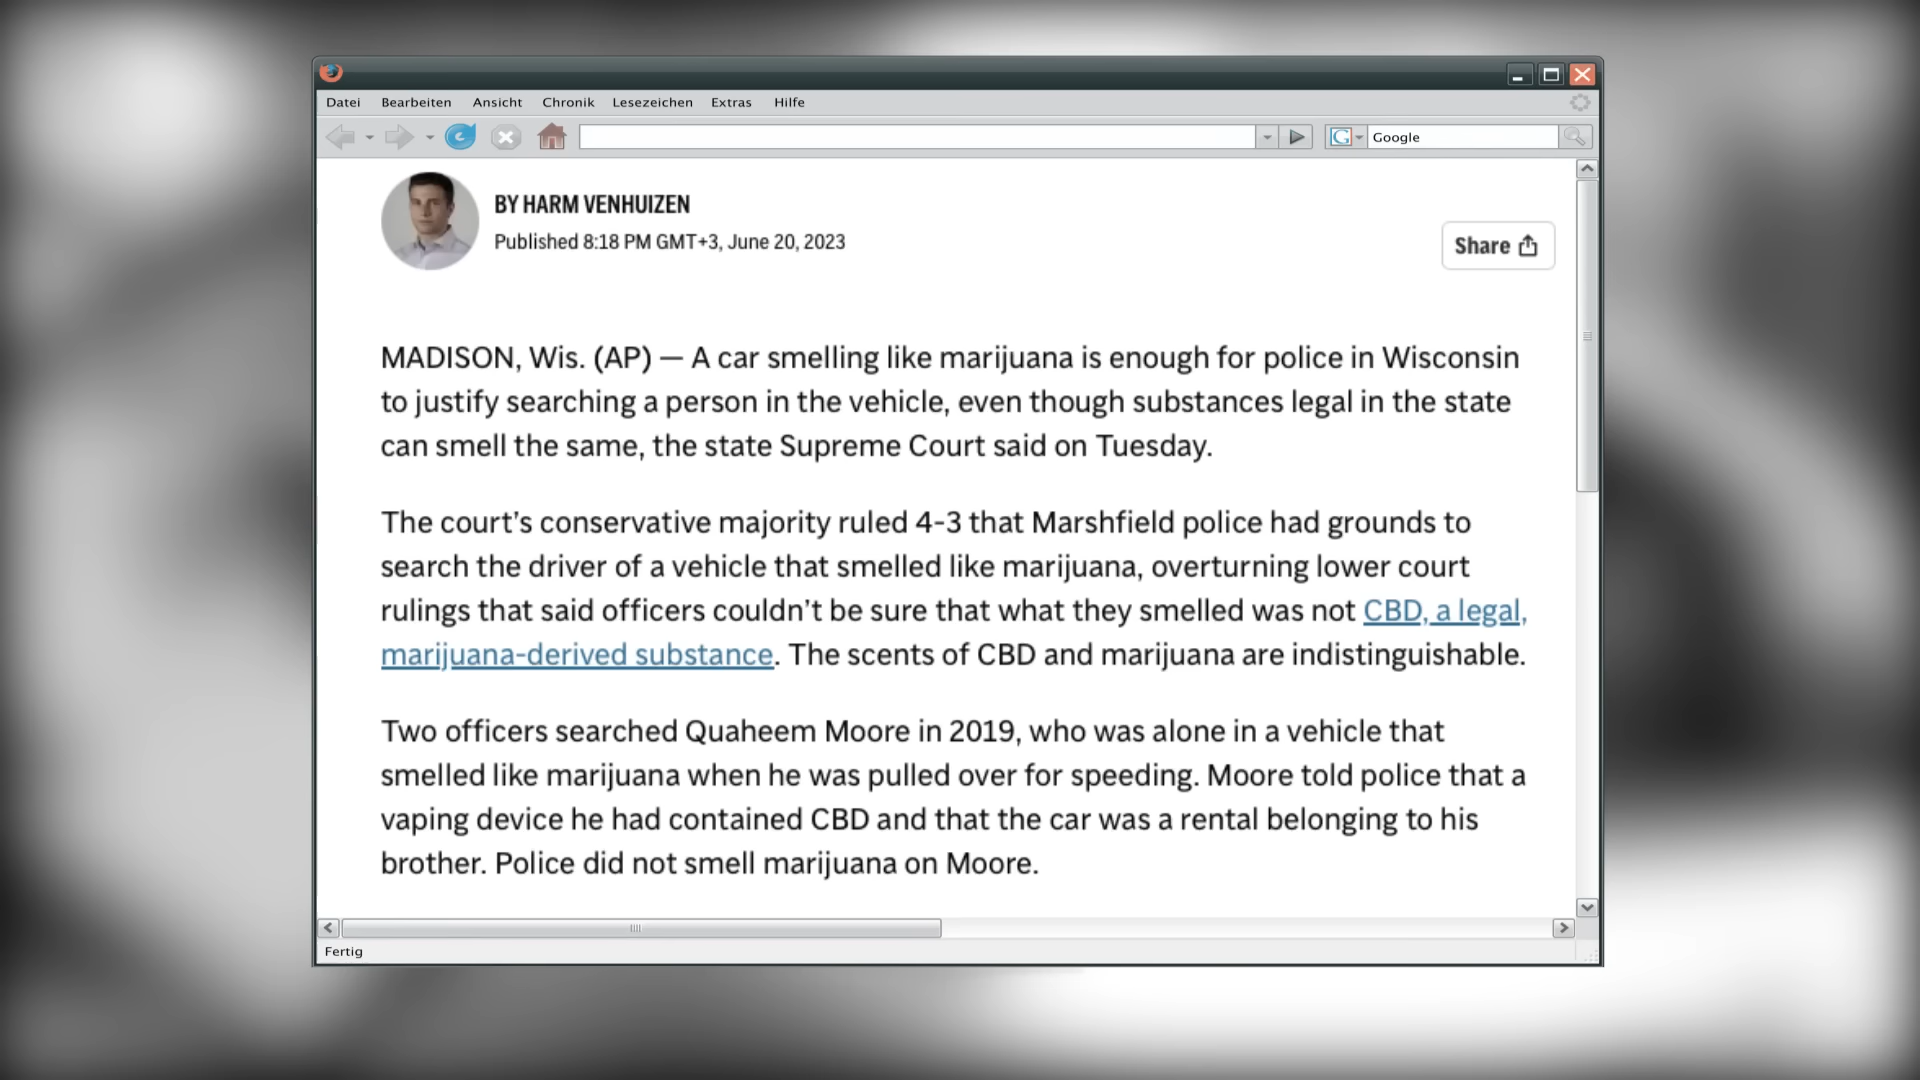 Datei Bearbeiten Ansicht Chronik Lesezeichen Extras Hilfe
G Google
BY HARM VENHUIZEN
Published 8:18 PM GMT+3, June 20, 2023
Share
MADISON, Wis. (AP) — A car smelling like marijuana is enough for police in Wisconsin
to justify searching a person in the vehicle, even though substances legal in the state
can smell the same, the state Supreme Court said on Tuesday.
The court’s conservative majority ruled 4-3 that Marshfield police had grounds to
search the driver of a vehicle that smelled like marijuana, overturning lower court
rulings that said officers couldn’t be sure that what they smelled was not CBD, a legal,
marijuana-derived substance. The scents of CBD and marijuana are indistinguishable.
Two officers searched Quaheem Moore in 2019, who was alone in a vehicle that
smelled like marijuana when he was pulled over for speeding. Moore told police that a
vaping device he had contained CBD and that the car was a rental belonging to his
brother. Police did not smell marijuana on Moore.
Fertig